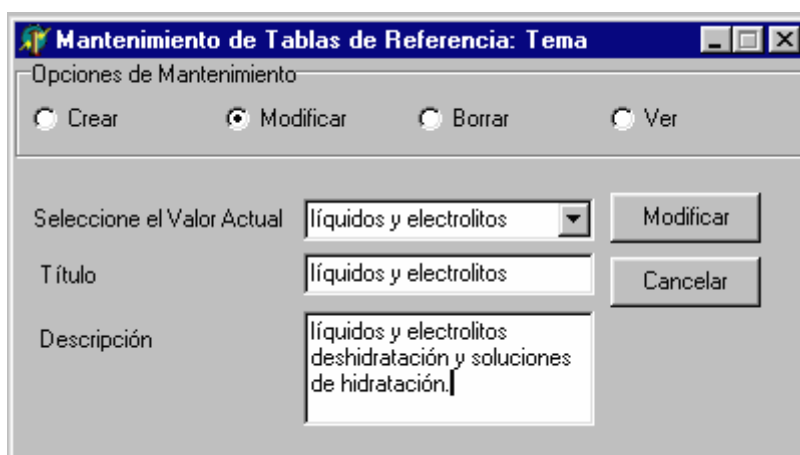 Mantenimiento de Tablas de Referencia: Tema
Opciones de Mantenimiento
Crear Modificar Borrar Ver
Seleccione el Valor Actual líquidos y electrolitos Modificar
Título líquidos y electrolitos Cancelar
Descripción líquidos y electrolitos
deshidratación y soluciones
de hidratación.